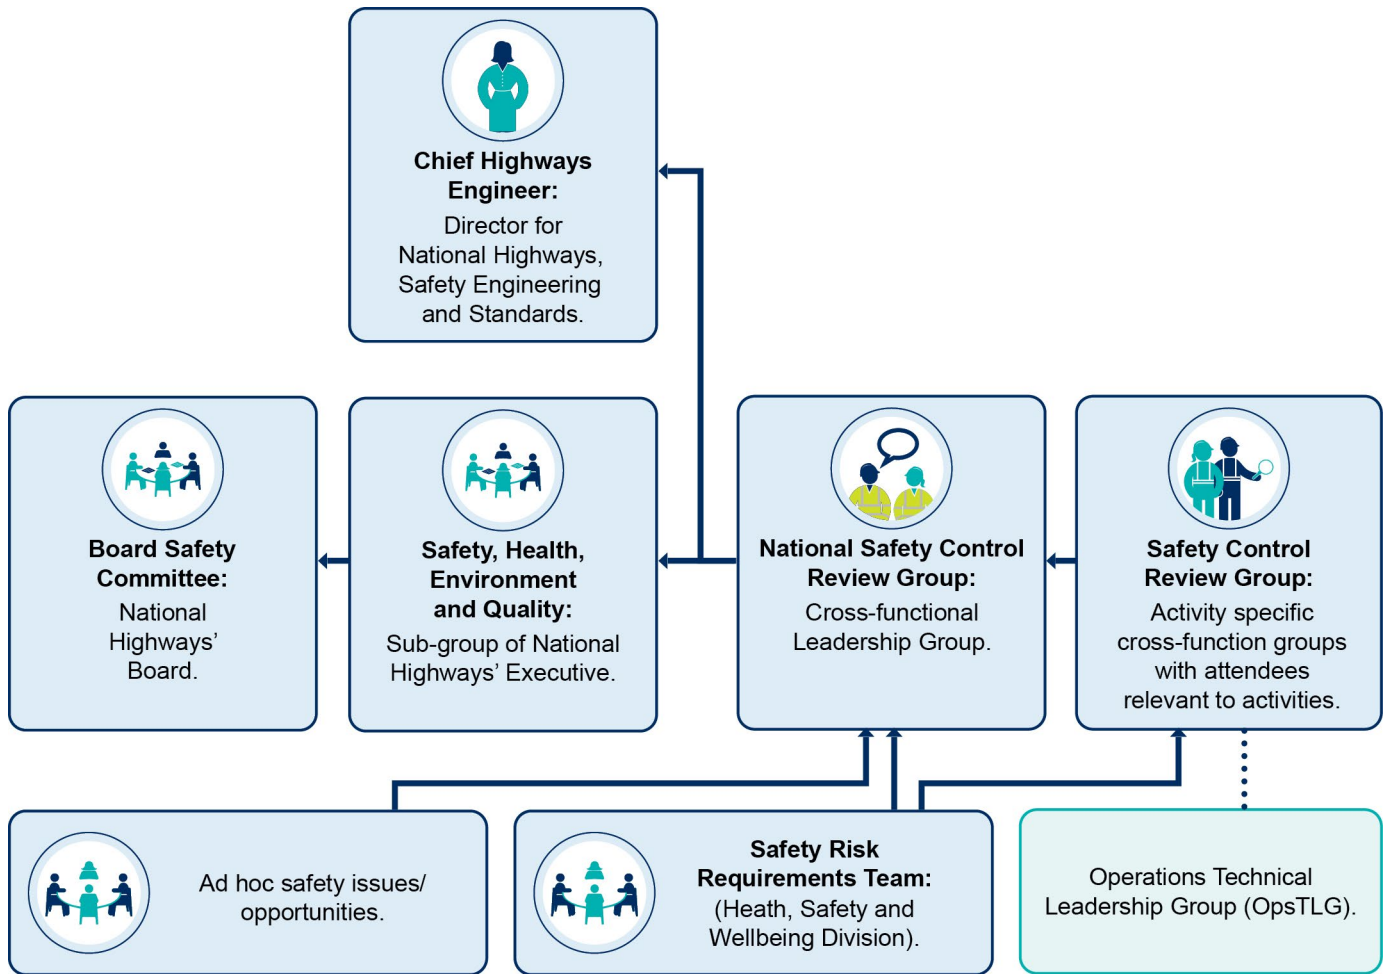 Chief Highways
Engineer:
Director for
National Highways,
Safety Engineering
and Standards.
Board Safety
Committee:
National
Highways’
Board.
Safety, Health,
Environment
and Quality:
Sub-group of National
Highways’ Executive.
National Safety Control
Review Group:
Cross-functional
Leadership Group.
Safety Control
Review Group:
Activity specific
cross-function groups
with attendees
relevant to activities.
Ad hoc safety issues/
opportunities.
Safety Risk
Requirements Team:
(Heath, Safety and
Wellbeing Division).
Operations Technical
Leadership Group (OpsTLG).